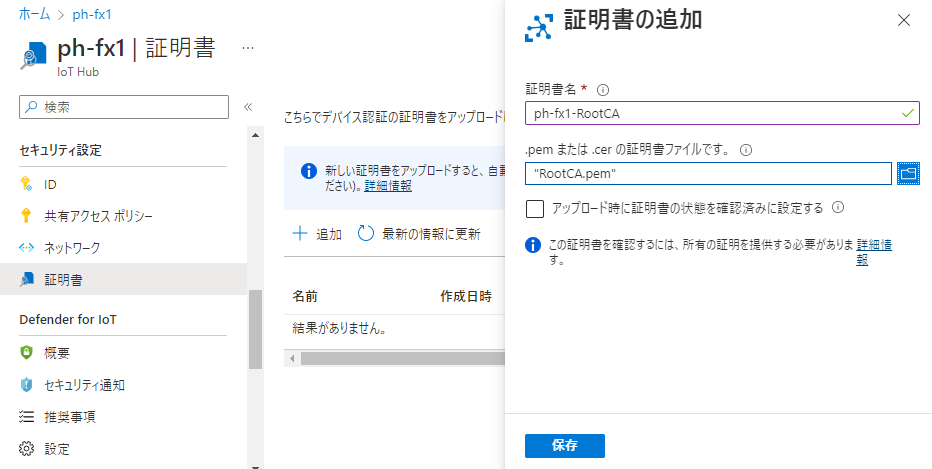 ホーム > ph-fx1
ph-fx1 | 証明書 ...
IoT Hub
検索
«
セキュリティ設定
ID
共有アクセス ポリシー
ネットワーク
証明書
Defender for IoT
概要
セキュリティ通知
推奨事項
設定
こちらでデバイス認証の証明書をアップロード
新しい証明書をアップロードすると、自動
ださい)。詳細情報
追加 最新の情報に更新
名前 作成日時
結果がありません。
証明書の追加
証明書名 *
ph-fx1-RootCA
.pem または .cer の証明書ファイルです。
"RootCA.pem"
アップロード時に証明書の状態を確認済みに設定する
この証明書を確認するには、所有の証明を提供する必要がありま 詳細情
す。 報
保存